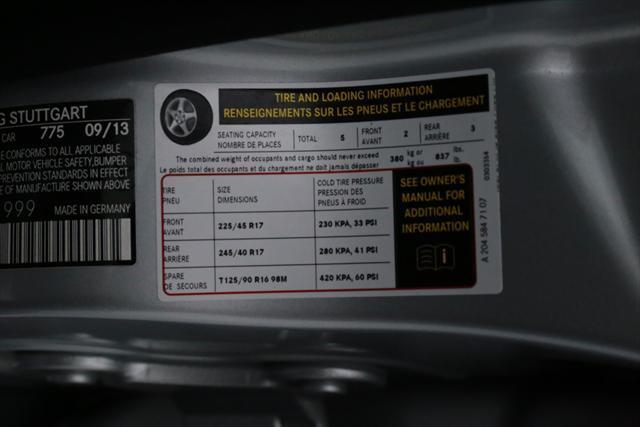 G STUTTGART
CAR 775 09/13
E OF CONFORM TO ALL APPLICABLE
L MOTOR VEHICLE SAFETY, BUMPER
PREVENTION STANDARDS IN EFFECT
E OF MANUFACTURE SHOWN ABOVE
999 MADE IN GERMANY
TIRE AND LOADING INFORMATION
RENSEIGNEMENTS SUR LES PNEUS ET LE CHARGEMENT
SEATING CAPACITY
NOMBRE DE PLACES
TOTAL 5
FRONT
AVANT
2
REAR
ARRIÈRE
3
The combined weight of occupants and cargo should never exceed
Le poids total des occupants et du chargement ne doit jamais dépasser
380 kg or
kg ou
837 lbs.
lb.
TIRE
PNEU
SIZE
DIMENSIONS
COLD TIRE PRESSURE
PRESSION DES
PNEUS À FROID
FRONT
AVANT
225/45 R17
230 KPA, 33 PSI
REAR
ARRIÈRE
245/40 R17
280 KPA, 41 PSI
SPARE
DE SECOURS
T125/90 R16 98M
420 KPA, 60 PSI
SEE OWNER'S
MANUAL FOR
ADDITIONAL
INFORMATION
0303354
A 204 584 71 07